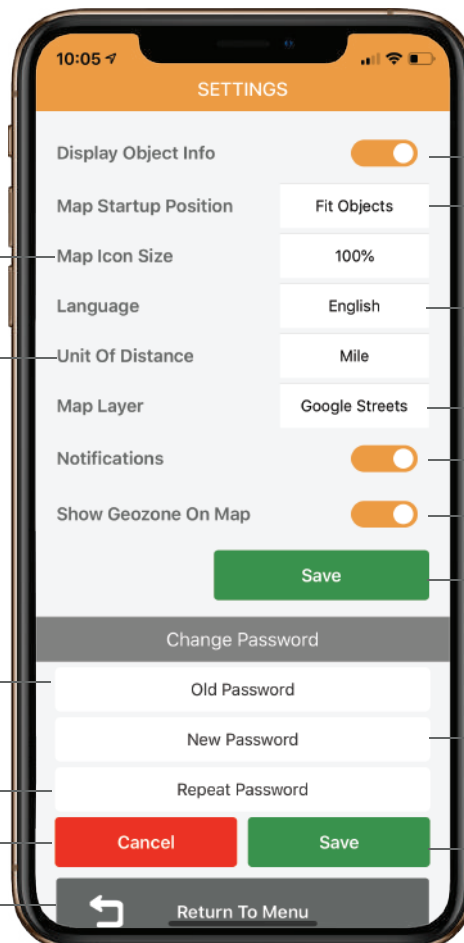 10:05
SETTINGS
Display Object Info
Map Startup Position Fit Objects
Map Icon Size 100%
Language English
Unit Of Distance Mile
Map Layer Google Streets
Notifications
Show Geozone On Map
Save
Change Password
Old Password
New Password
Repeat Password
Cancel Save
Return To Menu